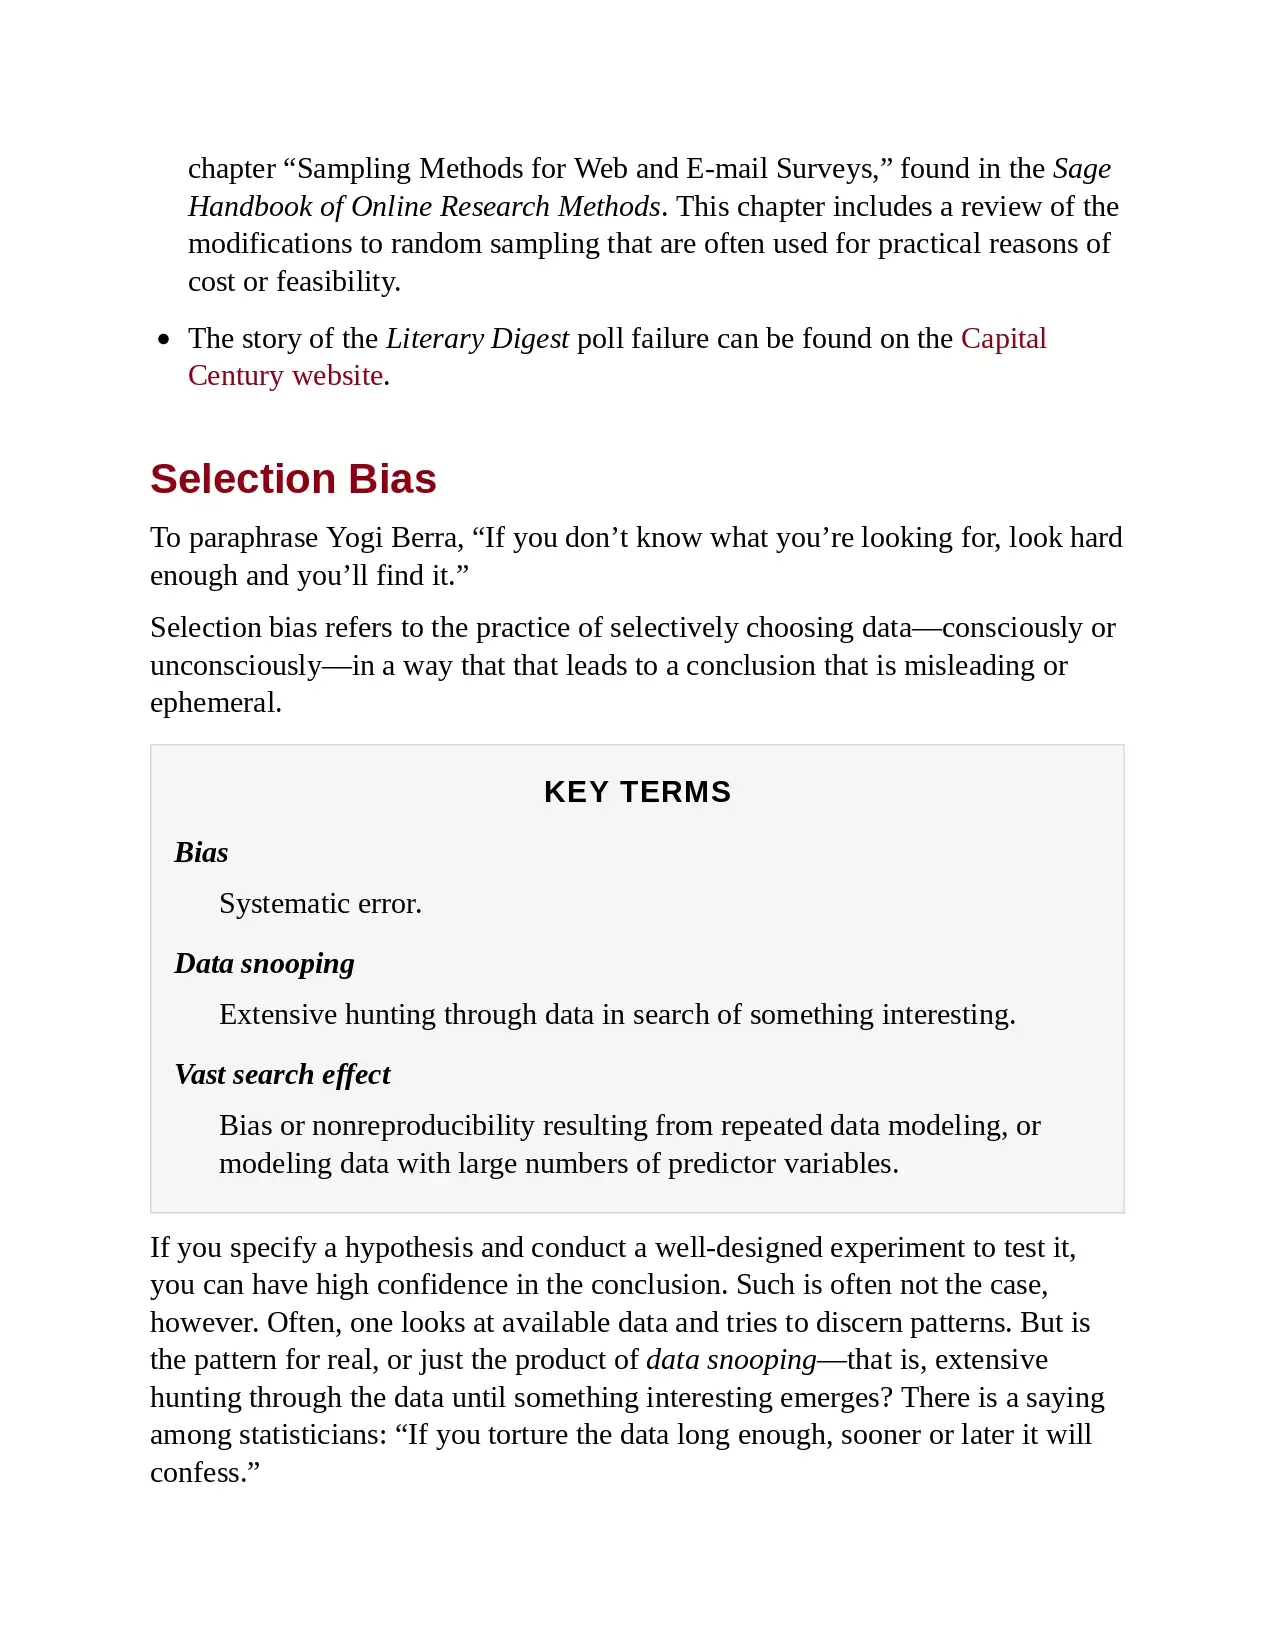 chapter “Sampling Methods for Web and E-mail Surveys,” found in the Sage
Handbook of Online Research Methods. This chapter includes a review of the
modifications to random sampling that are often used for practical reasons of
cost or feasibility.
• The story of the Literary Digest poll failure can be found on the Capital
Century website.
Selection Bias
To paraphrase Yogi Berra, “If you don’t know what you’re looking for, look hard
enough and you’ll find it.”
Selection bias refers to the practice of selectively choosing data—consciously or
unconsciously—in a way that that leads to a conclusion that is misleading or
ephemeral.
KEY TERMS
Bias
Systematic error.
Data snooping
Extensive hunting through data in search of something interesting.
Vast search effect
Bias or nonreproducibility resulting from repeated data modeling, or
modeling data with large numbers of predictor variables.
If you specify a hypothesis and conduct a well-designed experiment to test it,
you can have high confidence in the conclusion. Such is often not the case,
however. Often, one looks at available data and tries to discern patterns. But is
the pattern for real, or just the product of data snooping—that is, extensive
hunting through the data until something interesting emerges? There is a saying
among statisticians: “If you torture the data long enough, sooner or later it will
confess.”